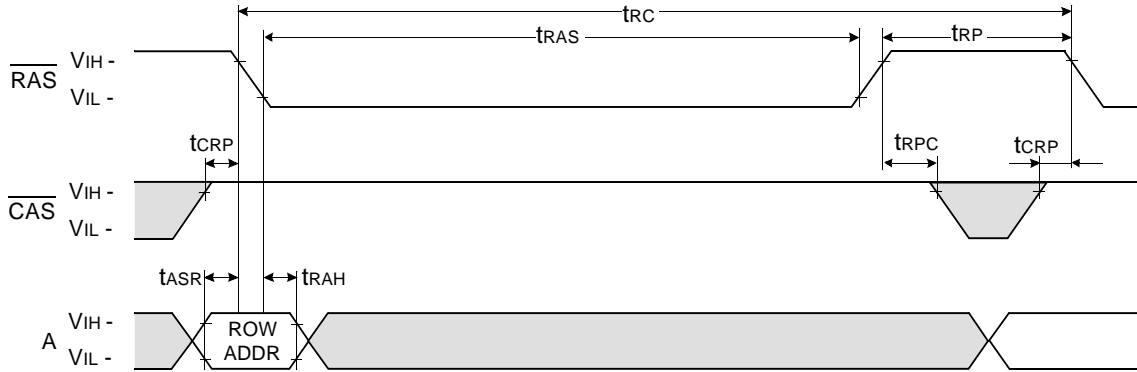 tRC
tRAS
tRP
RAS
VIH -
VIL -
tCRP
tRPC
tCRP
CAS
VIH -
VIL -
tASR
tRAH
A
VIH -
VIL -
ROW
ADDR